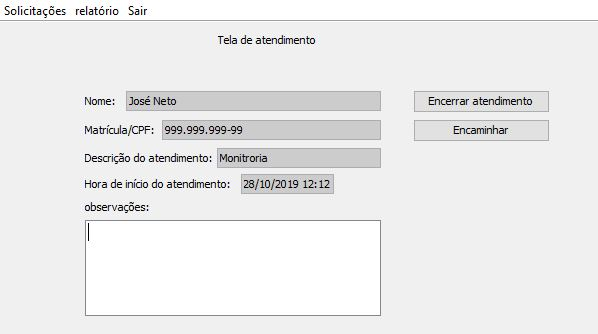 Solicitações relatório Sair
Tela de atendimento
Nome: José Neto Encerrar atendimento
Matrícula/CPF: 999.999.999-99 Encaminhar
Descrição do atendimento: Monitroria
Hora de início do atendimento: 28/10/2019 12:12
observações: